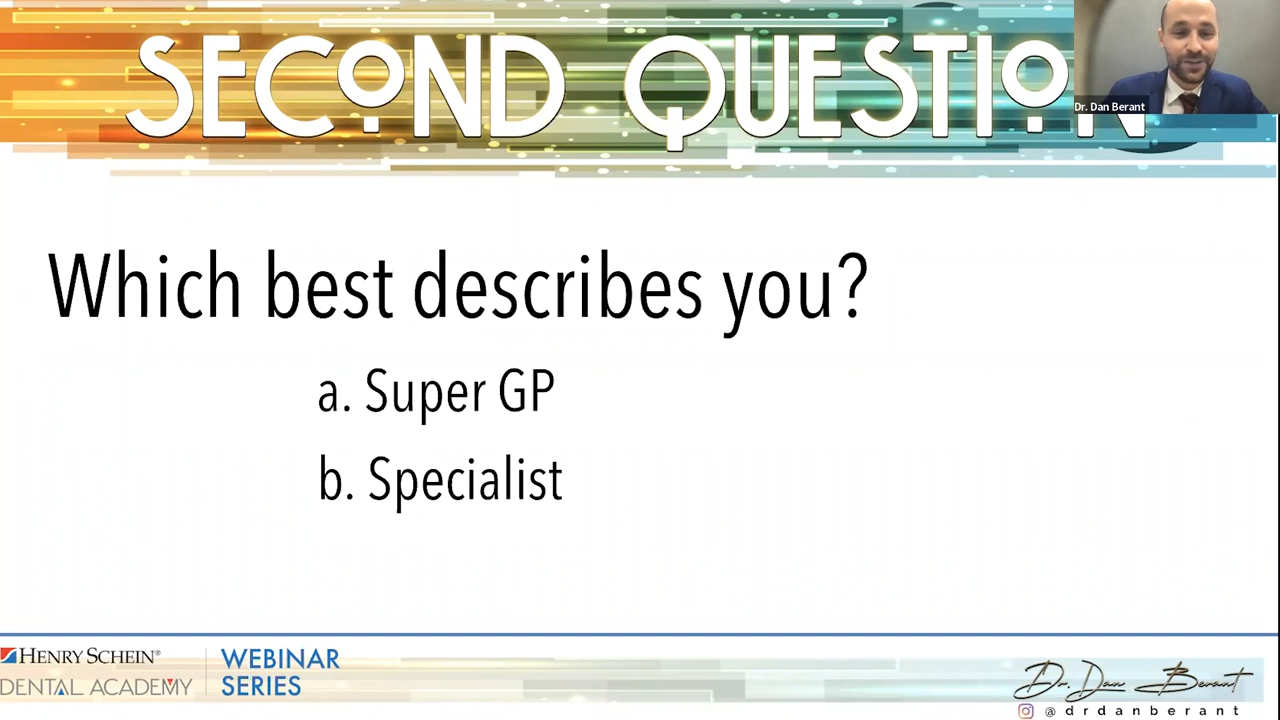 SECOND QUESTION
Dr. Dan Berant
Which best describes you?
a. Super GP
b. Specialist
HENRY SCHEIN®
DENTAL ACADEMY
WEBINAR
SERIES
Dr. Dan Berant
@drdanberant